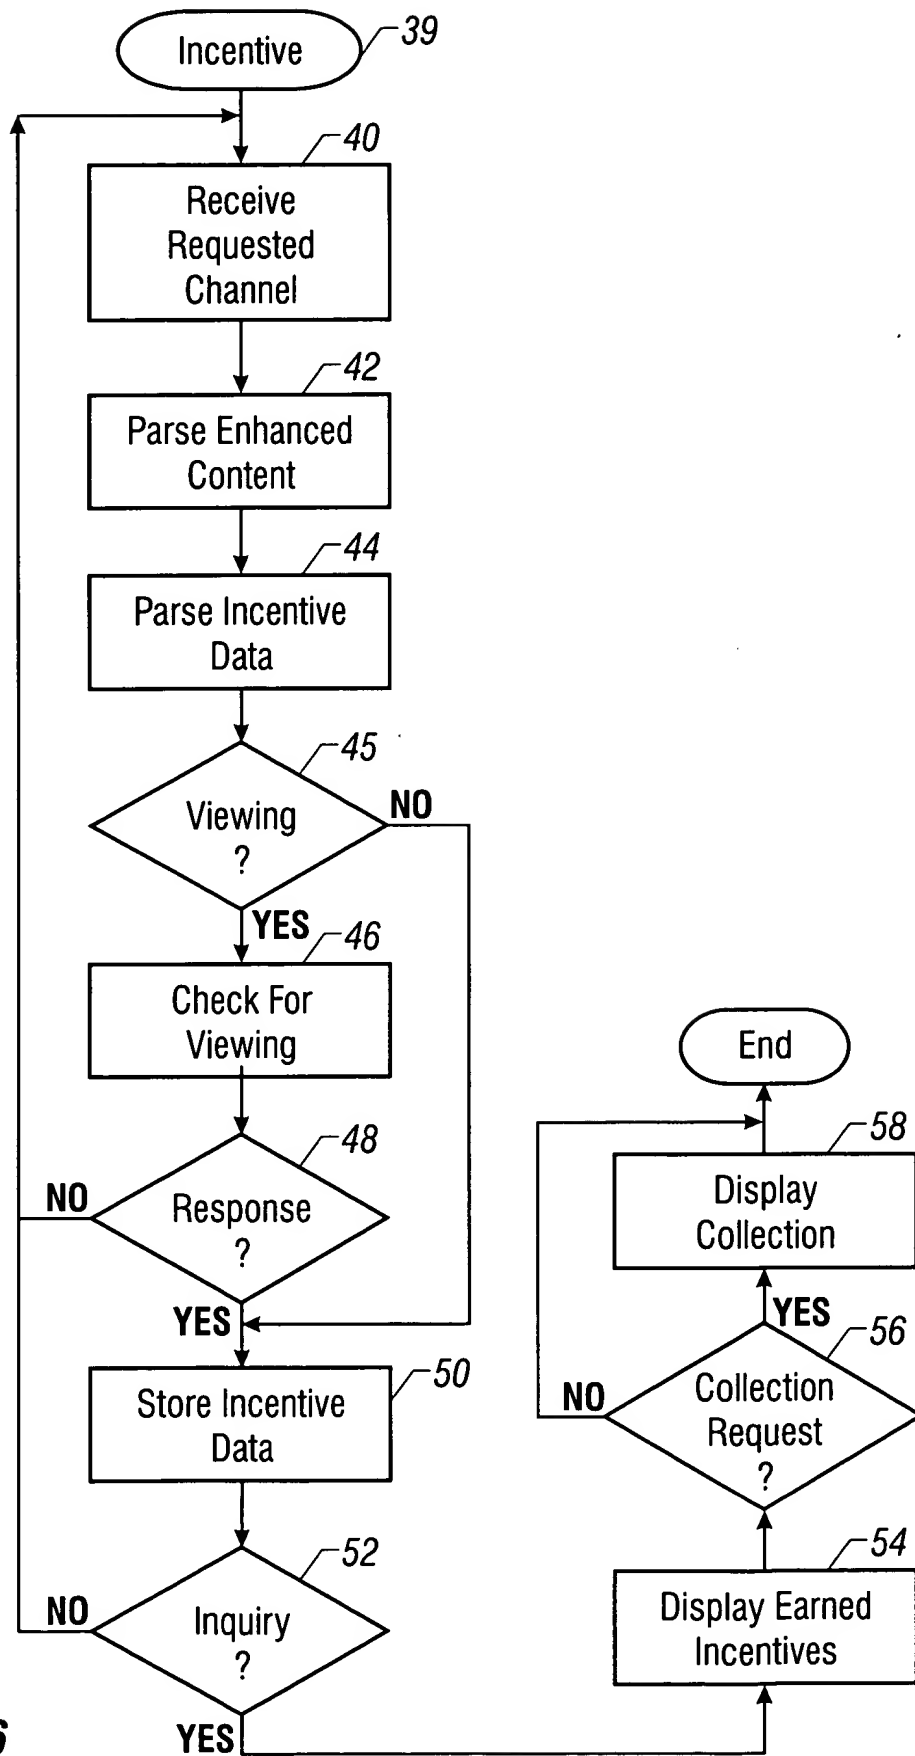 Incentive
39
40
Receive
Requested
Channel
42
Parse Enhanced
Content
44
Parse Incentive
Data
45
Viewing
?
NO
YES
46
Check For
Viewing
48
Response
?
NO
YES
50
Store Incentive
Data
52
Inquiry
?
NO
YES
54
Display Earned
Incentives
56
Collection
Request
?
NO
YES
58
Display
Collection
End
6